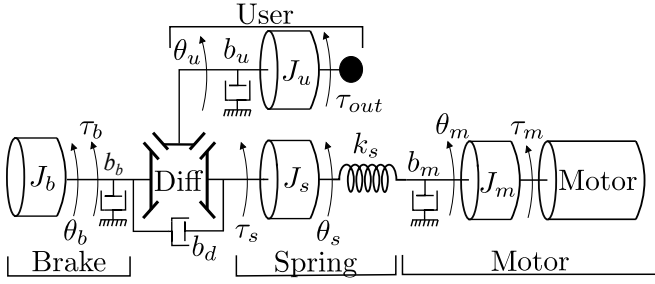 User
θ_u b_u J_u τ_out
J_b τ_b θ_b b_b Diff b_d τ_s J_s θ_s k_s b_m θ_m J_m τ_m Motor
Brake Spring Motor